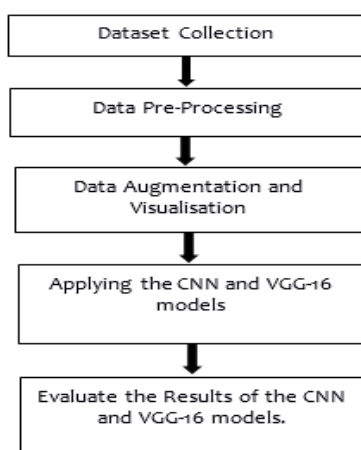 Dataset Collection
Data Pre-Processing
Data Augmentation and
Visualisation
Applying the CNN and VGG-16
models
Evaluate the Results of the CNN
and VGG-16 models.